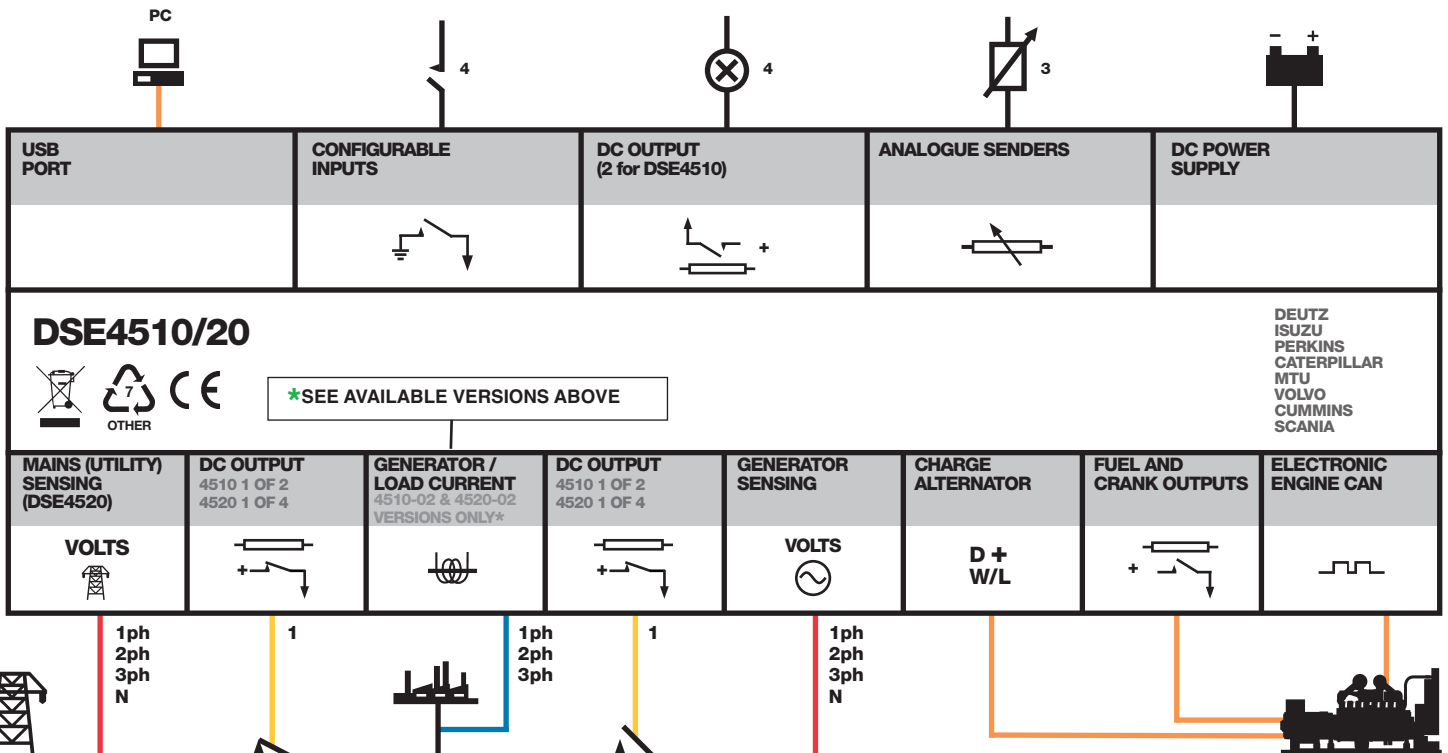 PC
4
4
3
– +
USB
PORT
CONFIGURABLE
INPUTS
DC OUTPUT
(2 for DSE4510)
ANALOGUE SENDERS
DC POWER
SUPPLY
+
DSE4510/20
7
OTHER
CE
*SEE AVAILABLE VERSIONS ABOVE
DEUTZ
ISUZU
PERKINS
CATERPILLAR
MTU
VOLVO
CUMMINS
SCANIA
MAINS (UTILITY)
SENSING
(DSE4520)
VOLTS
DC OUTPUT
4510 1 OF 2
4520 1 OF 4
+
GENERATOR /
LOAD CURRENT
4510-02 & 4520-02
VERSIONS ONLY*
DC OUTPUT
4510 1 OF 2
4520 1 OF 4
+
GENERATOR
SENSING
VOLTS
CHARGE
ALTERNATOR
D +
W/L
FUEL AND
CRANK OUTPUTS
+
ELECTRONIC
ENGINE CAN
1ph
2ph
3ph
N
1
1ph
2ph
3ph
1
1ph
2ph
3ph
N